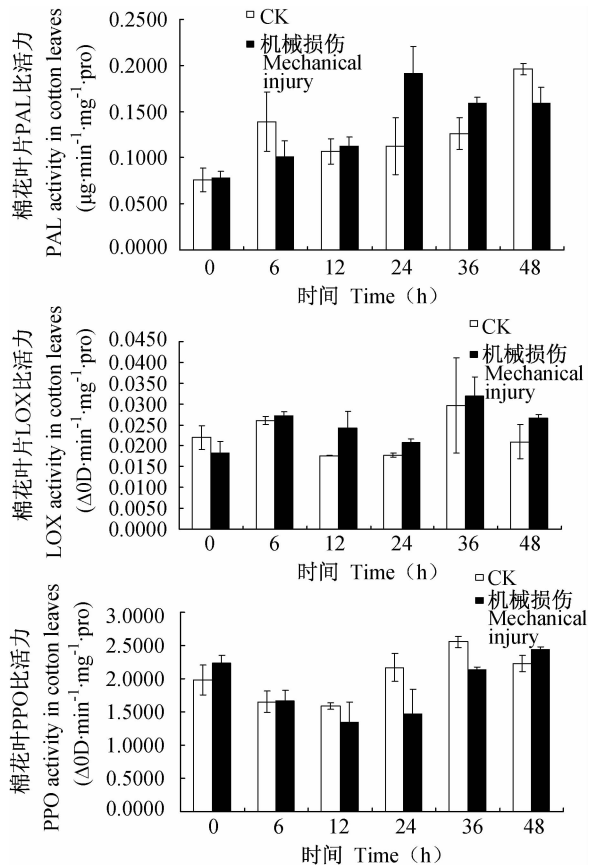 CK
机械损伤
Mechanical
injury
棉花叶片PAL比活力
PAL activity in cotton leaves
(μg·min⁻¹·mg⁻¹·pro)
0.2500
0.2000
0.1500
0.1000
0.0500
0.0000
0 6 12 24 36 48
时间 Time（h）
CK
机械损伤
Mechanical
injury
棉花叶片LOX比活力
LOX activity in cotton leaves
(Δ0D·min⁻¹·mg⁻¹·pro)
0.0450
0.0400
0.0350
0.0300
0.0250
0.0200
0.0150
0.0100
0.0050
0.0000
0 6 12 24 36 48
时间 Time（h）
CK
机械损伤
Mechanical
injury
棉花叶PPO比活力
PPO activity in cotton leaves
(Δ0D·min⁻¹·mg⁻¹·pro)
3.0000
2.5000
2.0000
1.5000
1.0000
0.5000
0.0000
0 6 12 24 36 48
时间 Time（h）